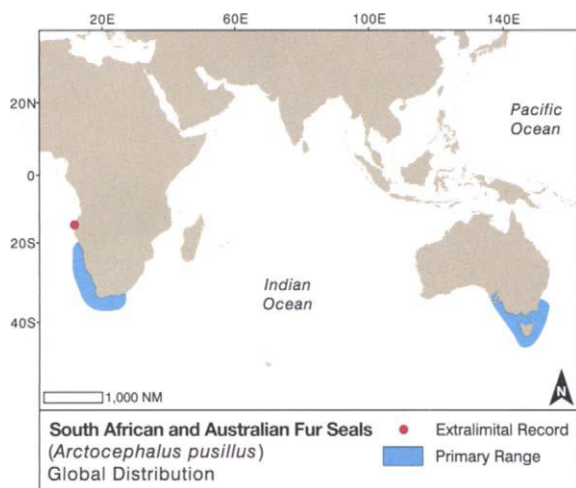 20E 60E 100E 140E
20N
Pacific
Ocean
0
20S
Indian
Ocean
40S
1,000 NM
N
South African and Australian Fur Seals
(Arctocephalus pusillus)
Global Distribution
Extralimital Record
Primary Range